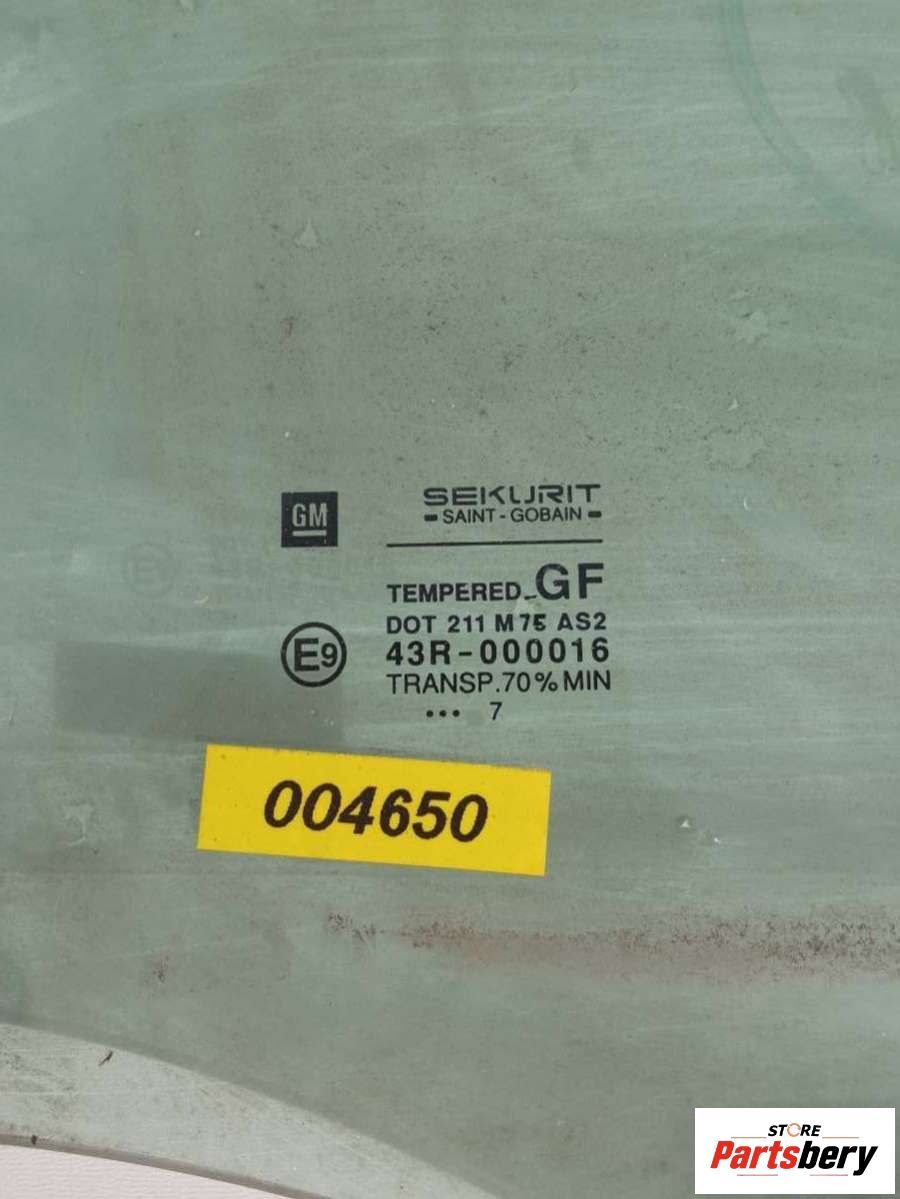 GM
SEKURIT
SAINT-GOBAIN
TEMPERED GF
DOT 211 M75 AS2
E9
43R-000016
TRANSP.70%MIN
... 7
004650
STORE
Partsbery